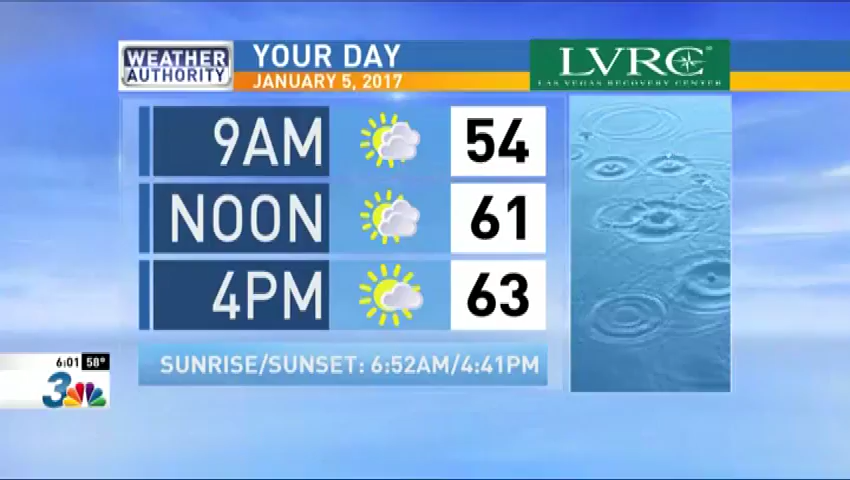 WEATHER
AUTHORITY
YOUR DAY
JANUARY 5, 2017
LVRC
LAS VEGAS RECOVERY CENTER
9AM 54
NOON 61
4PM 63
SUNRISE/SUNSET: 6:52AM/4:41PM
6:01 58°
3